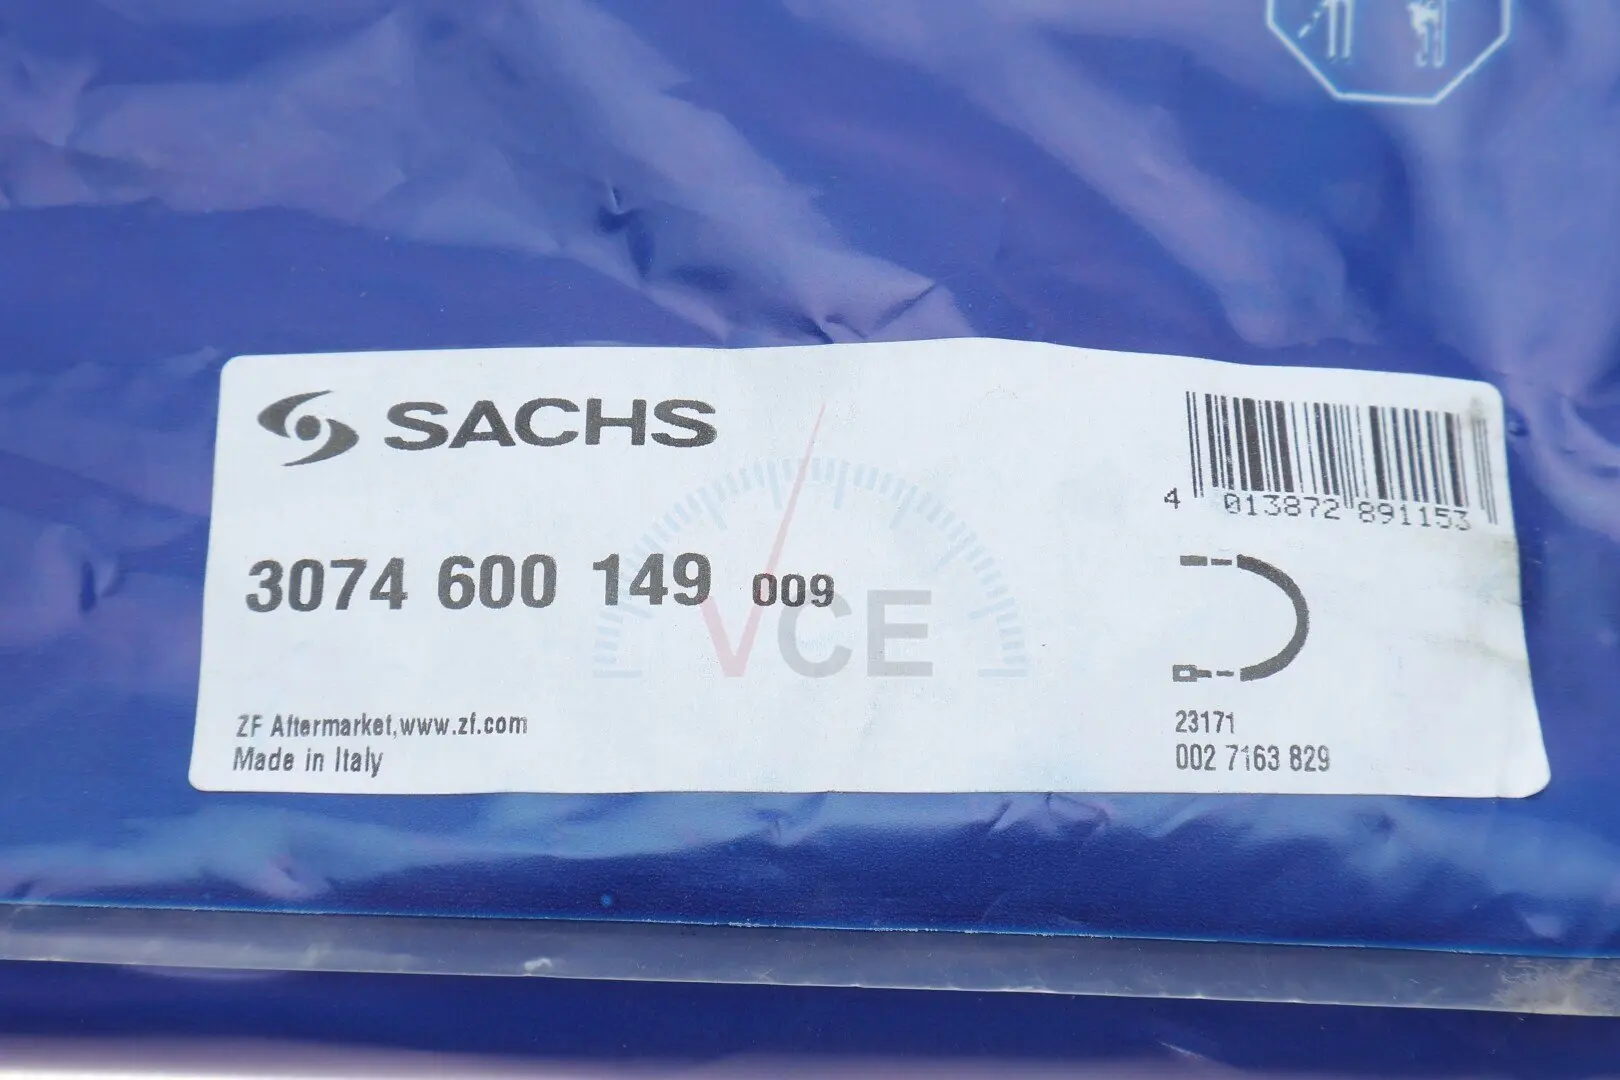 SACHS
4 013872 891153
3074 600 149 009
VCE
ZF Aftermarket,www.zf.com
Made in Italy
23171
002 7163 829